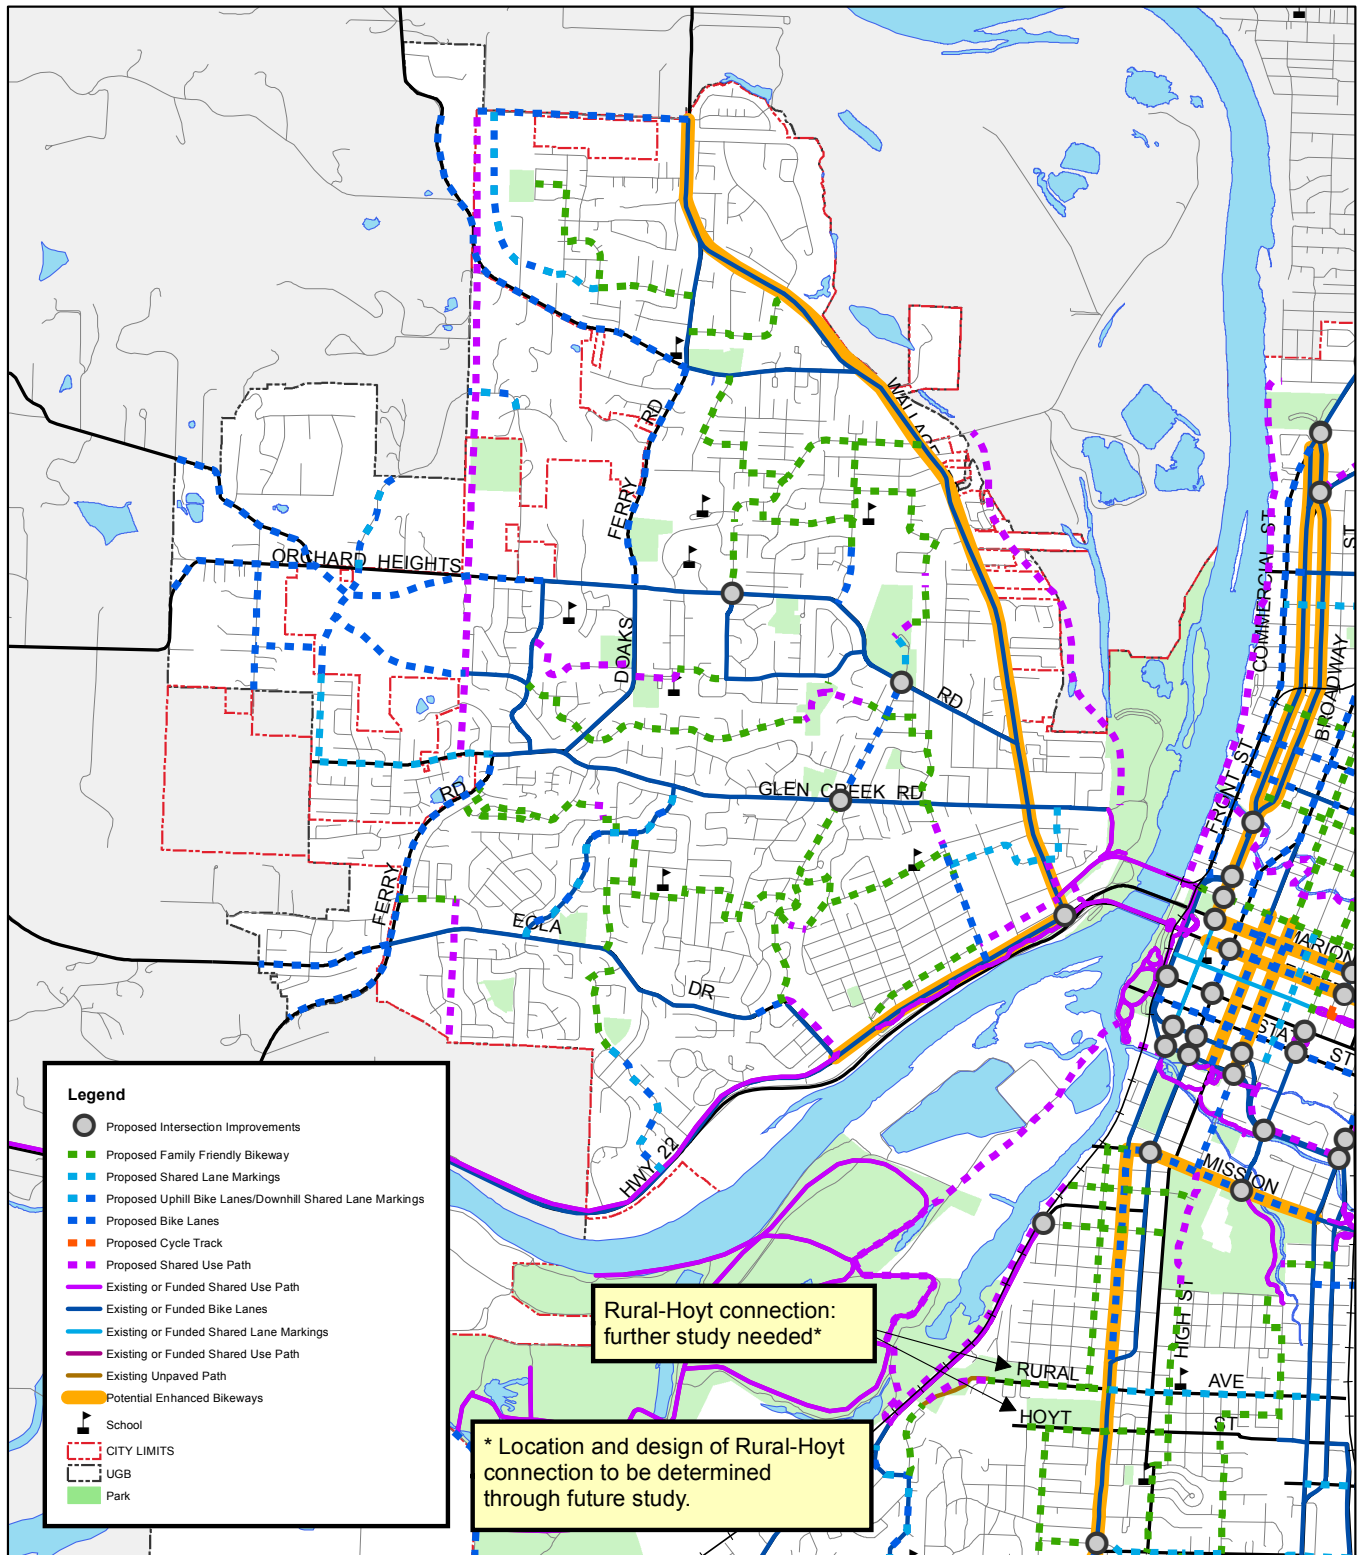 WALLACE
RD
FERRY
ORCHARD HEIGHTS
DOAKS
RD
COMMERCIAL ST
ST
BROADWAY
FRONT ST
GLEN CREEK RD
RD
FERRY
EOLA
DR
MARION
STATE
ST
HWY 22
MISSION
HIGH ST
RURAL
AVE
HOYT
ST
Legend
Proposed Intersection Improvements
Proposed Family Friendly Bikeway
Proposed Shared Lane Markings
Proposed Uphill Bike Lanes/Downhill Shared Lane Markings
Proposed Bike Lanes
Proposed Cycle Track
Proposed Shared Use Path
Existing or Funded Shared Use Path
Existing or Funded Bike Lanes
Existing or Funded Shared Lane Markings
Existing or Funded Shared Use Path
Existing Unpaved Path
Potential Enhanced Bikeways
School
CITY LIMITS
UGB
Park
Rural-Hoyt connection:
further study needed*
* Location and design of Rural-Hoyt
connection to be determined
through future study.